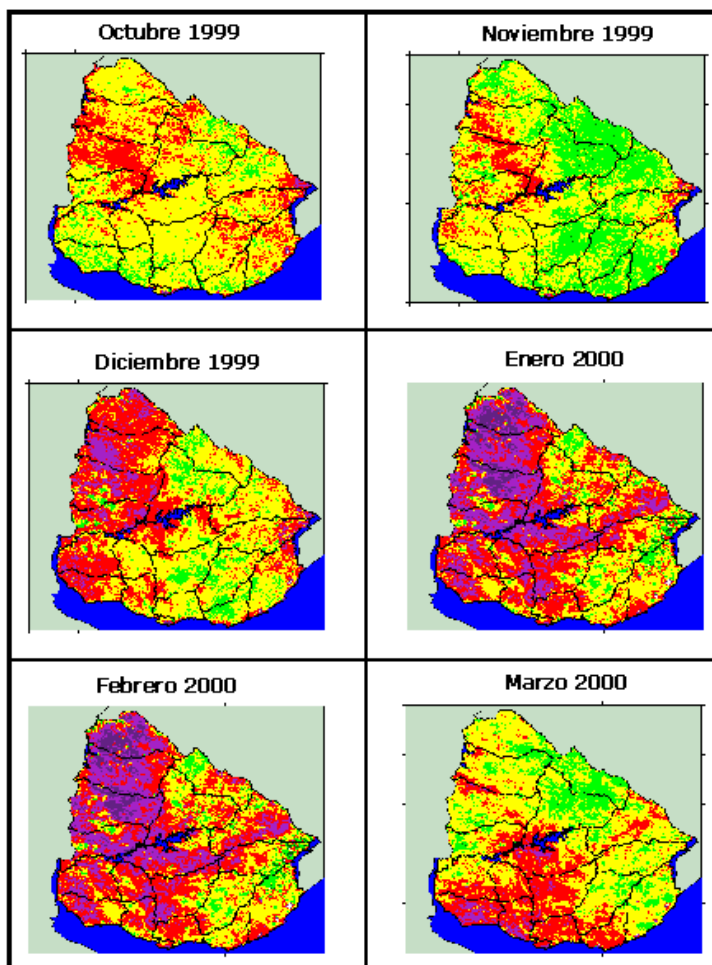 Octubre 1999
Noviembre 1999
Diciembre 1999
Enero 2000
Febrero 2000
Marzo 2000